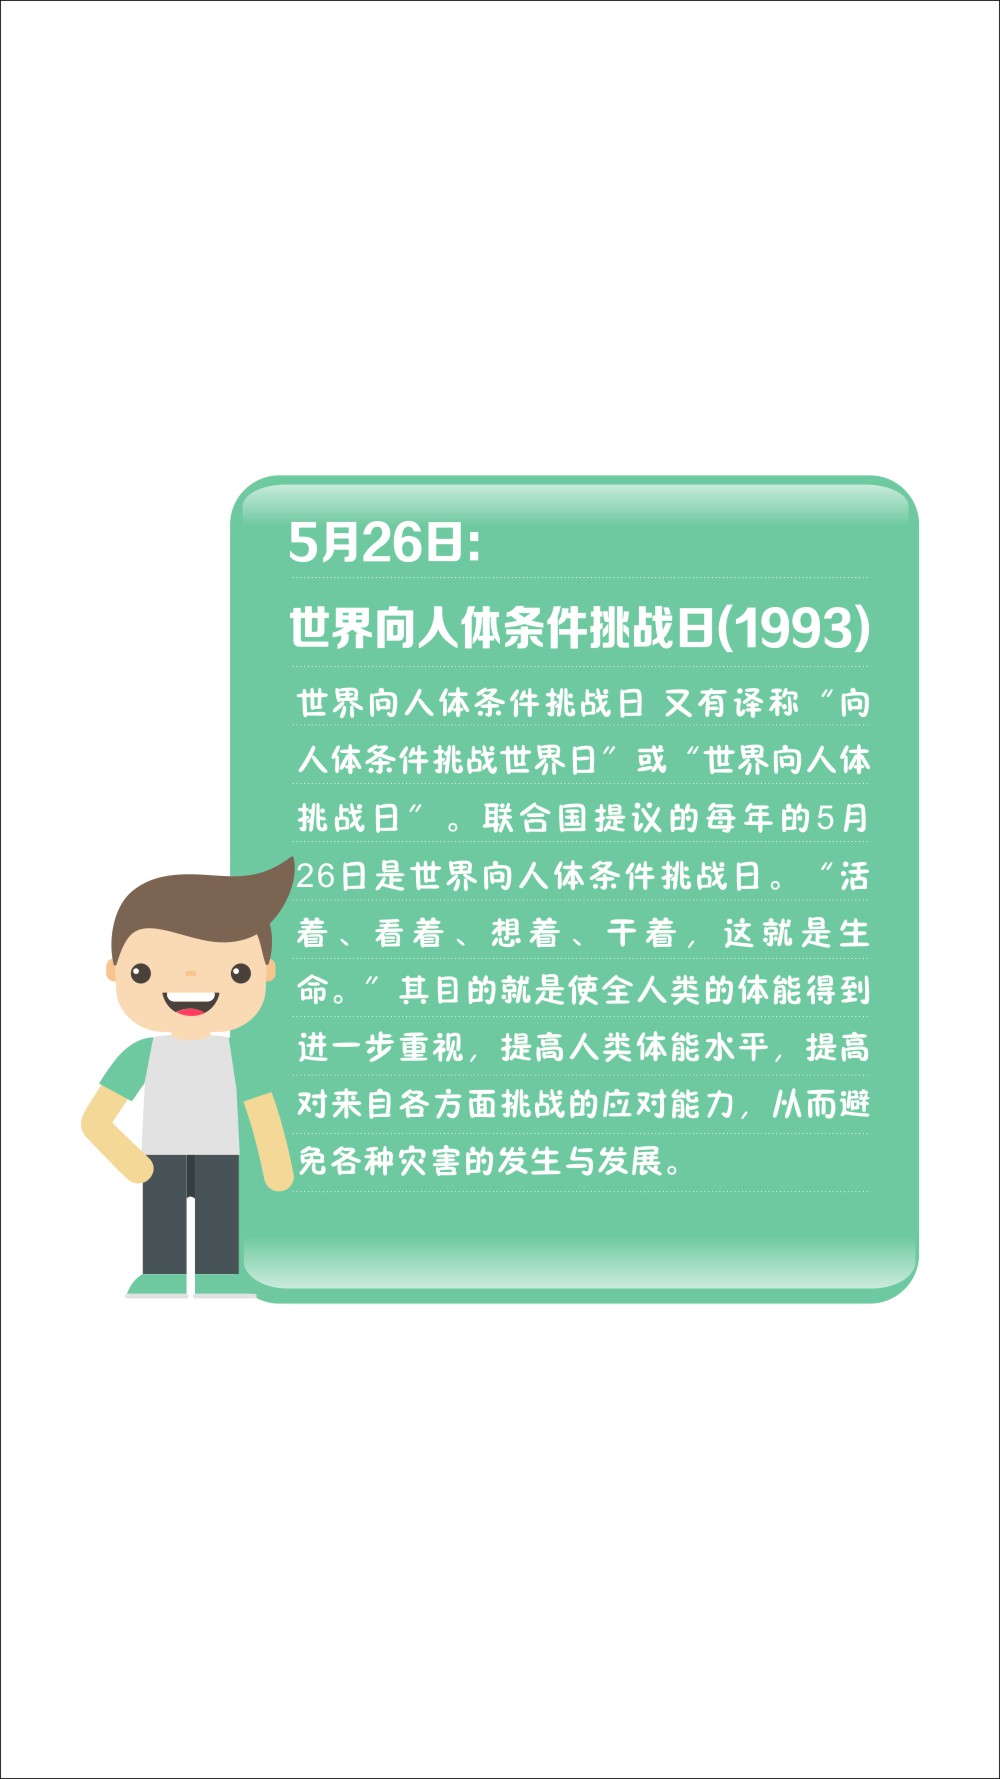 5月26日:
世界向人体条件挑战日(1993)
世界向人体条件挑战日 又有译称“向
人体条件挑战世界日”或“世界向人体
挑战日”。联合国提议的每年的5月
26日是世界向人体条件挑战日。“活
着、看着、想着、干着，这就是生
命。”其目的就是使全人类的体能得到
进一步重视，提高人类体能水平，提高
对来自各方面挑战的应对能力，从而避
免各种灾害的发生与发展。